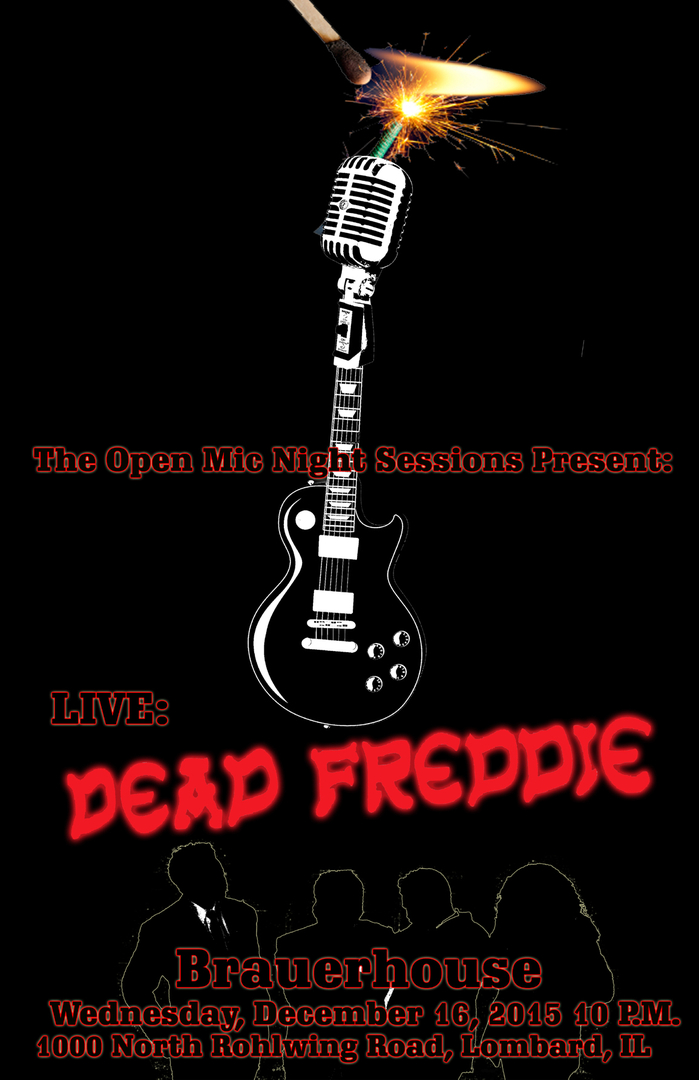 The Open Mic Night Sessions Present:
LIVE:
DEAD FREDDIE
Brauerhouse
Wednesday, December 16, 2015 10 P.M.
1000 North Rohlwing Road, Lombard, IL